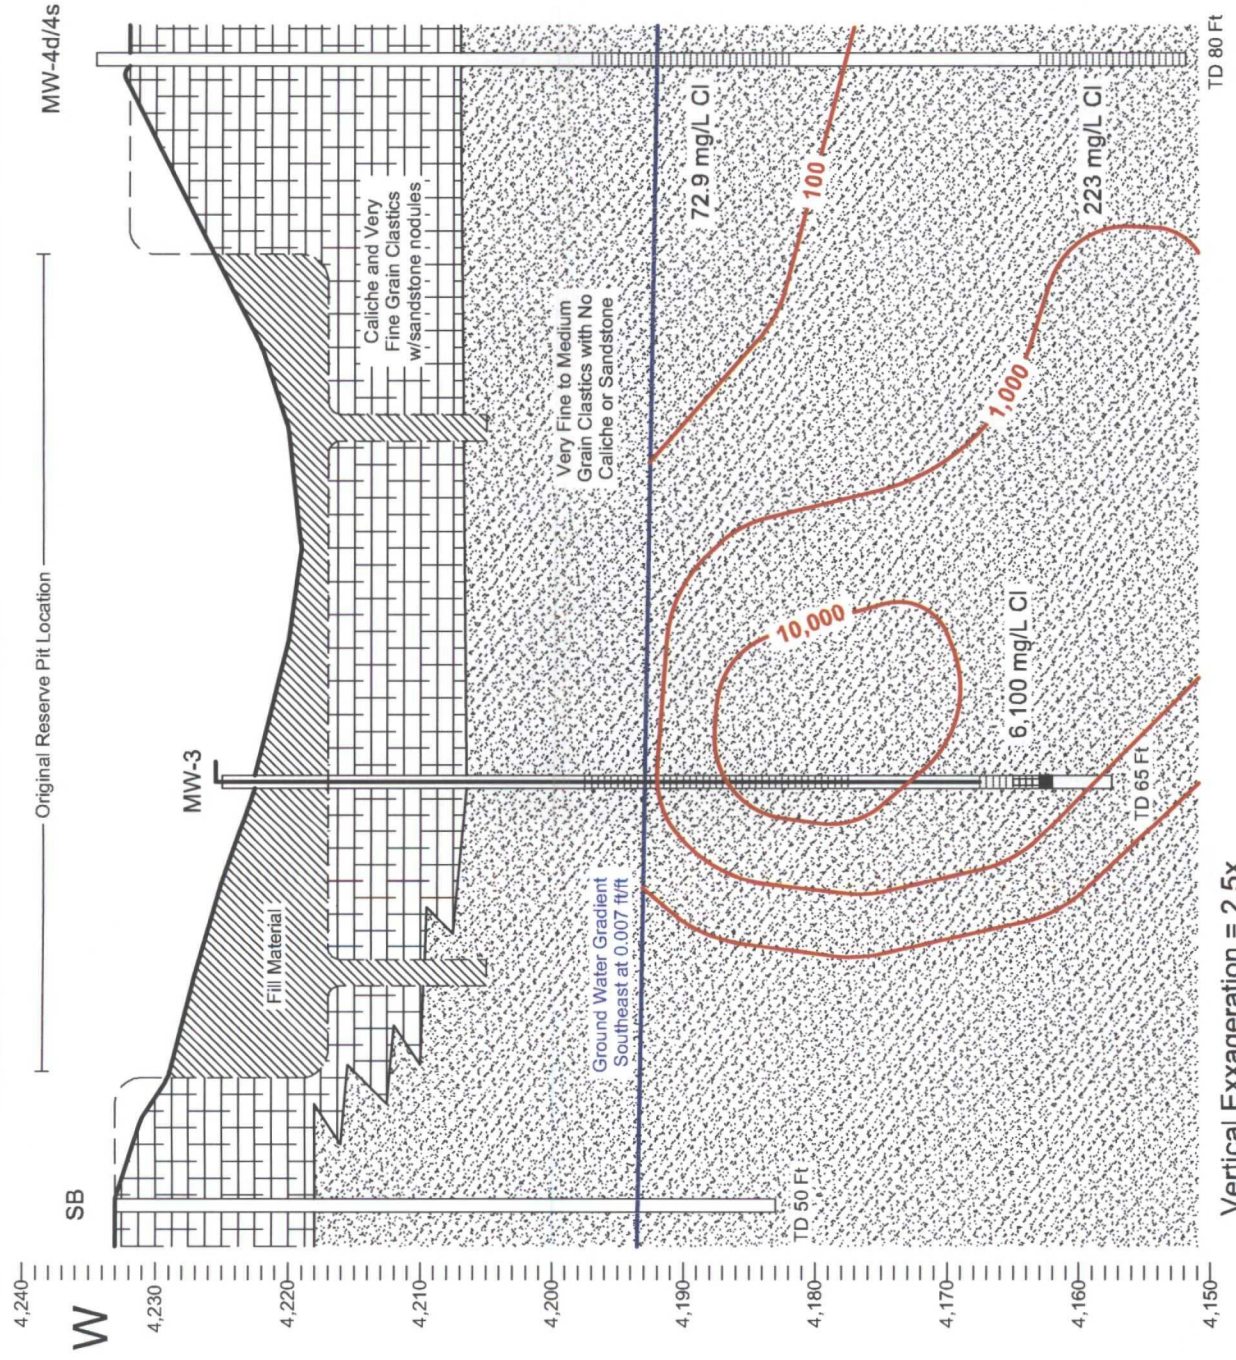 Original Reserve Pit Location
SB
MW-3
MW-4d/4s
W
4,240
4,230
4,220
4,210
4,200
4,190
4,180
4,170
4,160
4,150
Fill Material
Caliche and Very
Fine Grain Clastics
w/sandstone nodules
Very Fine to Medium
Grain Clastics with No
Caliche or Sandstone
Ground Water Gradient
Southeast at 0.007 ft/ft
72.9 mg/L Cl
100
223 mg/L Cl
1,000
10,000
6,100 mg/L Cl
TD 50 Ft
TD 65 Ft
TD 80 Ft
Vertical Exxageration = 2.5x